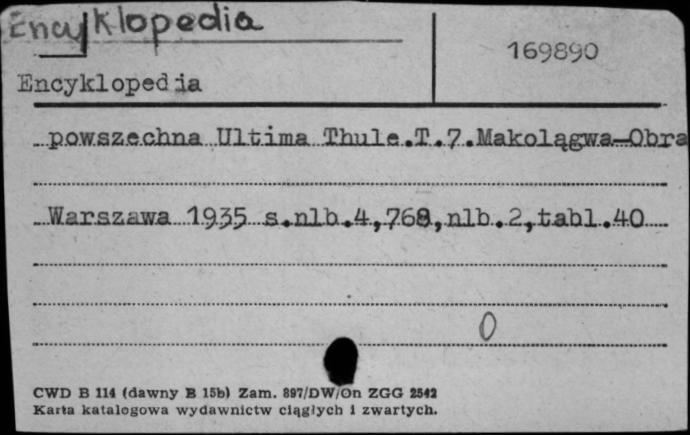 Encyklopedia
169890
Encyklopedia
powszechna Ultima Thule.T.7.Makolągwa-Obra
Warszawa 1935 s.nlb.4,768,nlb.2,tabl.40
0
CWD B 114 (dawny B 15b) Zam. 897/DW/On ZGG 2542
Karta katalogowa wydawnictw ciągłych i zwartych.